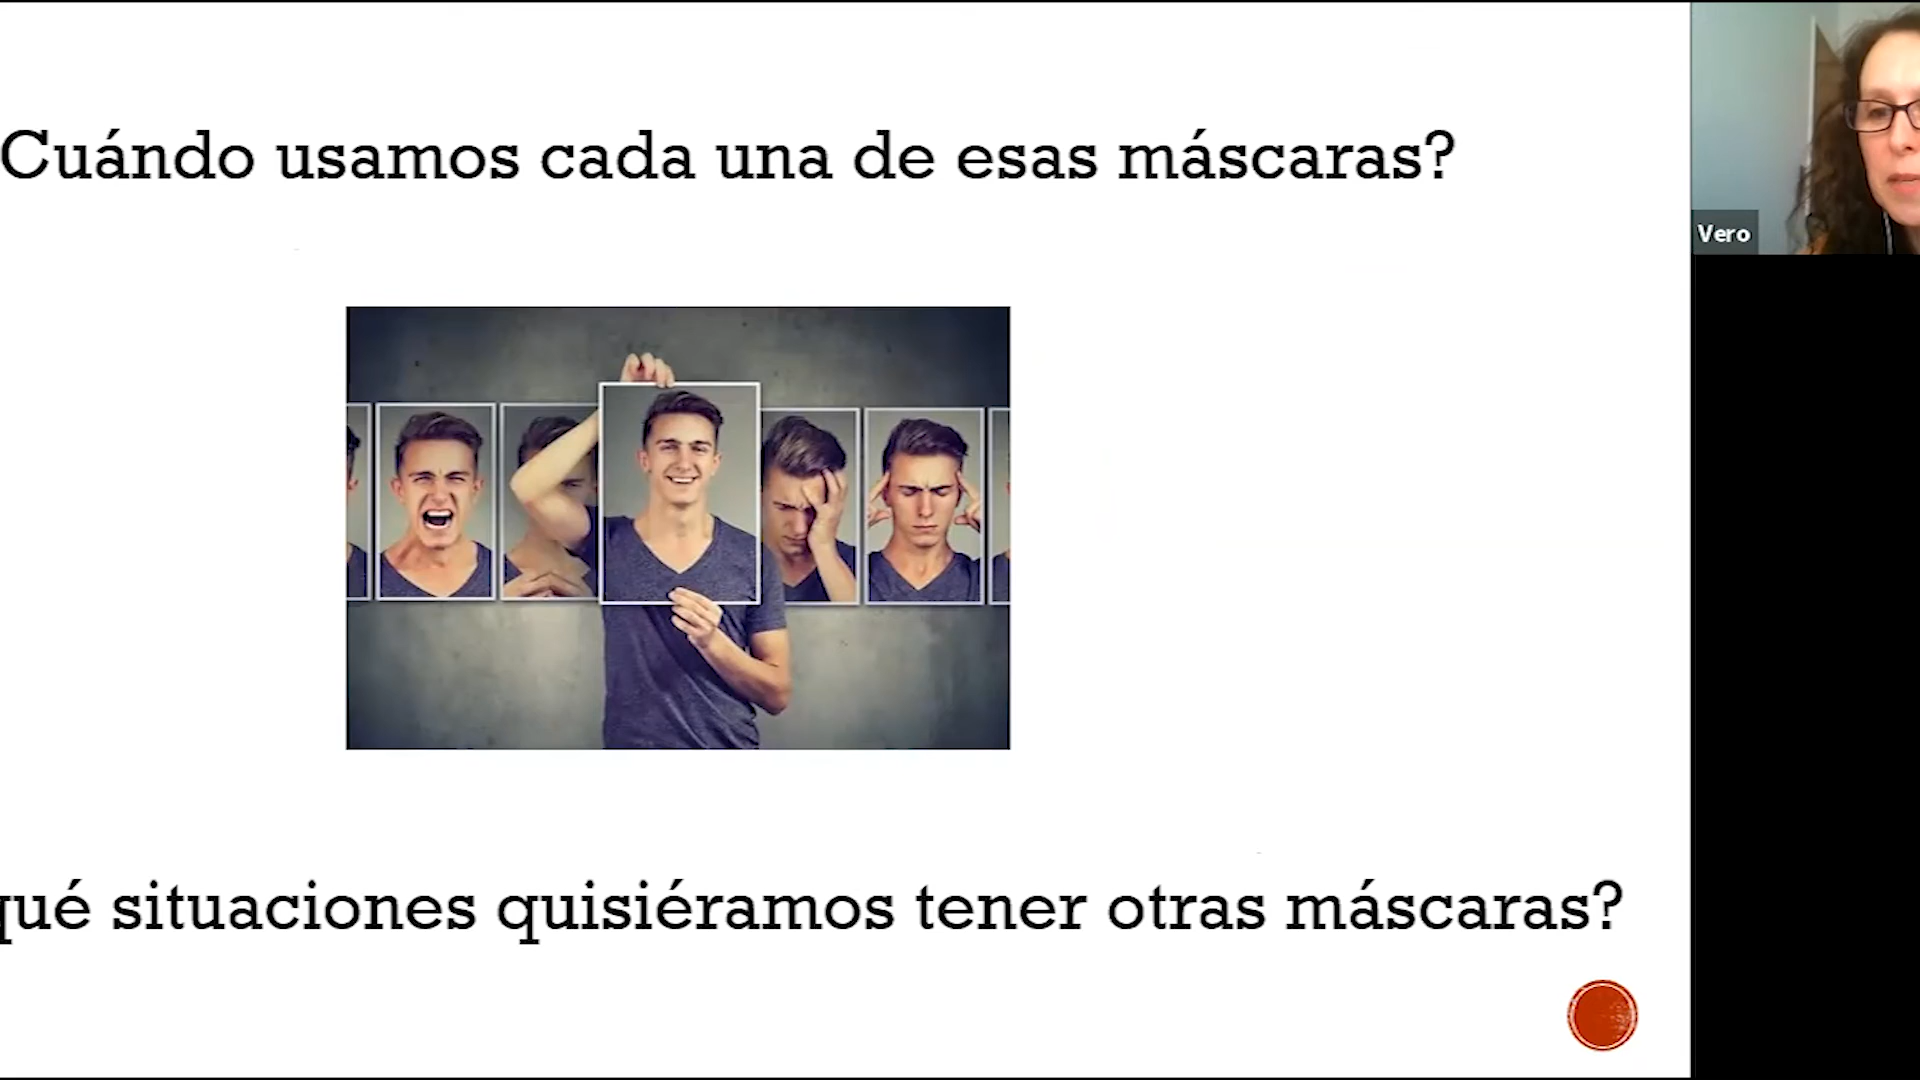 Cuándo usamos cada una de esas máscaras?
Vero
qué situaciones quisiéramos tener otras máscaras?